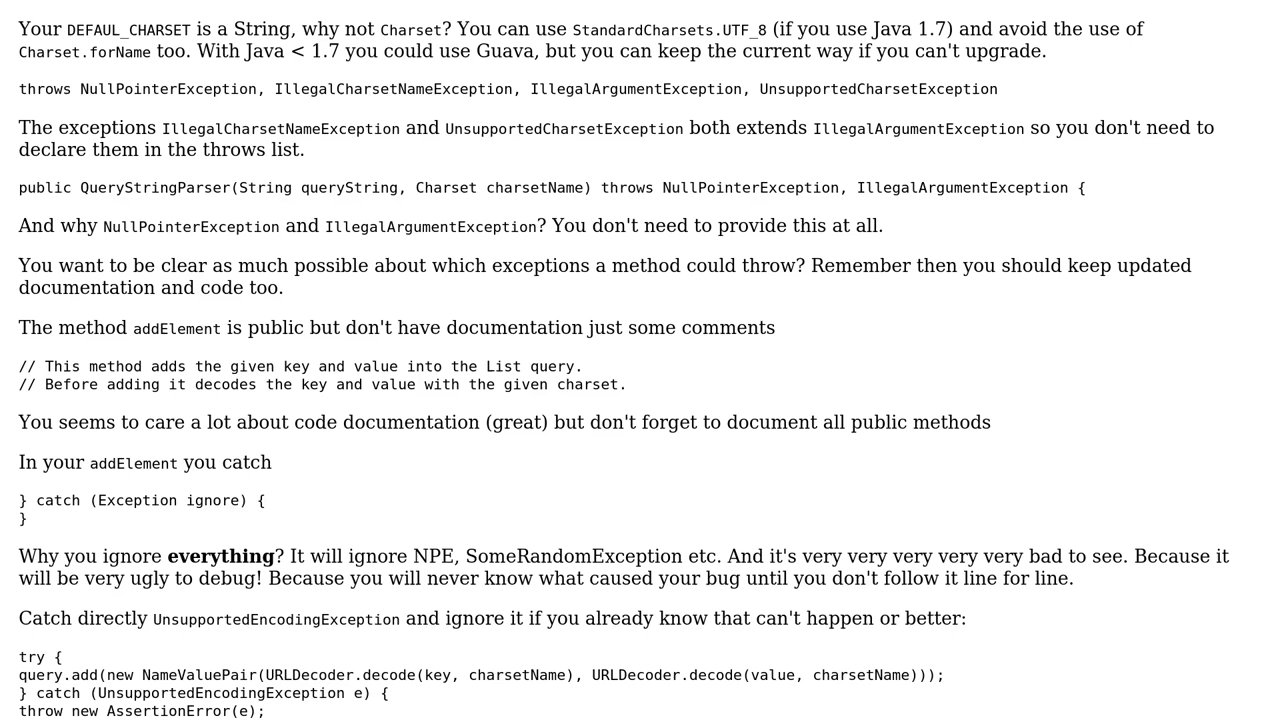 Your DEFAUL_CHARSET is a String, why not Charset? You can use StandardCharsets.UTF_8 (if you use Java 1.7) and avoid the use of
Charset.forName too. With Java < 1.7 you could use Guava, but you can keep the current way if you can't upgrade.
throws NullPointerException, IllegalCharsetNameException, IllegalArgumentException, UnsupportedCharsetException
The exceptions IllegalCharsetNameException and UnsupportedCharsetException both extends IllegalArgumentException so you don't need to
declare them in the throws list.
public QueryStringParser(String queryString, Charset charsetName) throws NullPointerException, IllegalArgumentException {
And why NullPointerException and IllegalArgumentException? You don't need to provide this at all.
You want to be clear as much possible about which exceptions a method could throw? Remember then you should keep updated
documentation and code too.
The method addElement is public but don't have documentation just some comments
// This method adds the given key and value into the List query.
// Before adding it decodes the key and value with the given charset.
You seems to care a lot about code documentation (great) but don't forget to document all public methods
In your addElement you catch
} catch (Exception ignore) {
}
Why you ignore everything? It will ignore NPE, SomeRandomException etc. And it's very very very very very bad to see. Because it
will be very ugly to debug! Because you will never know what caused your bug until you don't follow it line for line.
Catch directly UnsupportedEncodingException and ignore it if you already know that can't happen or better:
try {
query.add(new NameValuePair(URLDecoder.decode(key, charsetName), URLDecoder.decode(value, charsetName)));
} catch (UnsupportedEncodingException e) {
throw new AssertionError(e);